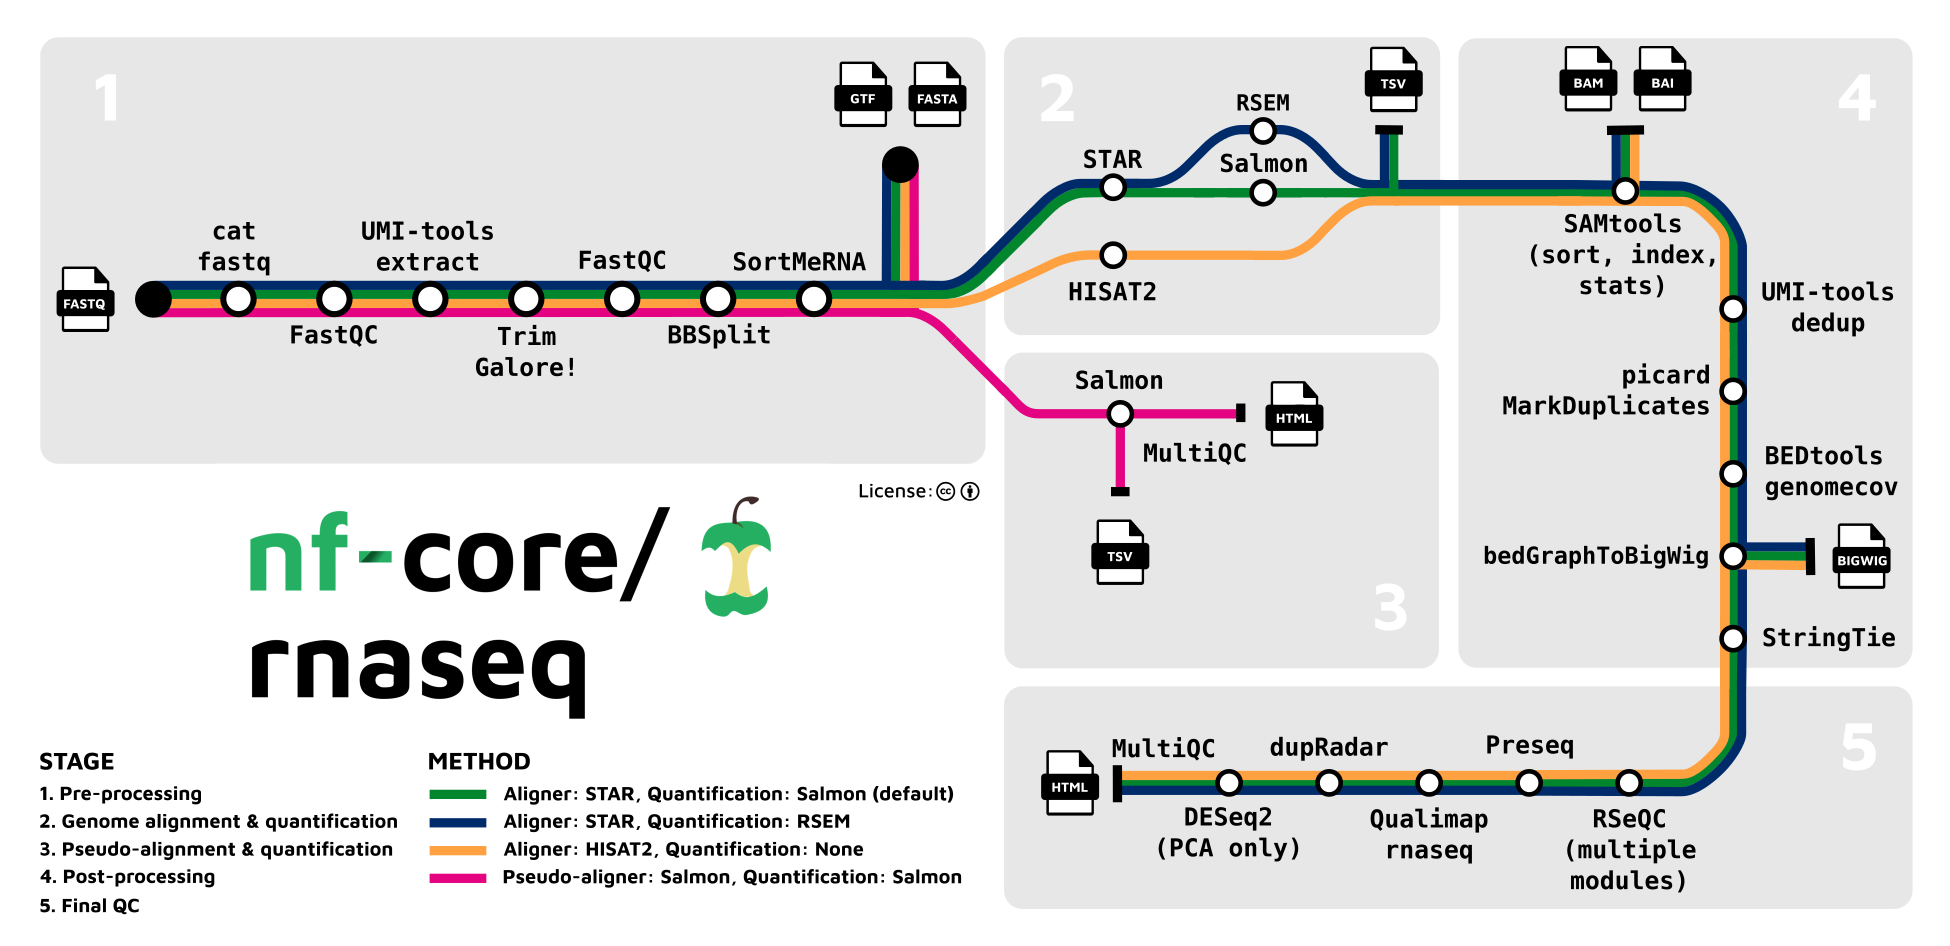 1
GTF
FASTA
cat
fastq
UMI-tools
extract
FastQC
SortMeRNA
FASTQ
FastQC
Trim
Galore!
BBSplit
2
TSV
RSEM
STAR
Salmon
HISAT2
4
BAM
BAI
SAMtools
(sort, index,
stats)
UMI-tools
dedup
picard
MarkDuplicates
BEDtools
genomecov
bedGraphToBigWig
BIGWIG
StringTie
Salmon
HTML
MultiQC
TSV
3
License:
cc
nf-core/
rnaseq
5
MultiQC
dupRadar
Preseq
HTML
DESeq2
(PCA only)
Qualimap
rnaseq
RSeQC
(multiple
modules)
STAGE
1. Pre-processing
2. Genome alignment & quantification
3. Pseudo-alignment & quantification
4. Post-processing
5. Final QC
METHOD
Aligner: STAR, Quantification: Salmon (default)
Aligner: STAR, Quantification: RSEM
Aligner: HISAT2, Quantification: None
Pseudo-aligner: Salmon, Quantification: Salmon